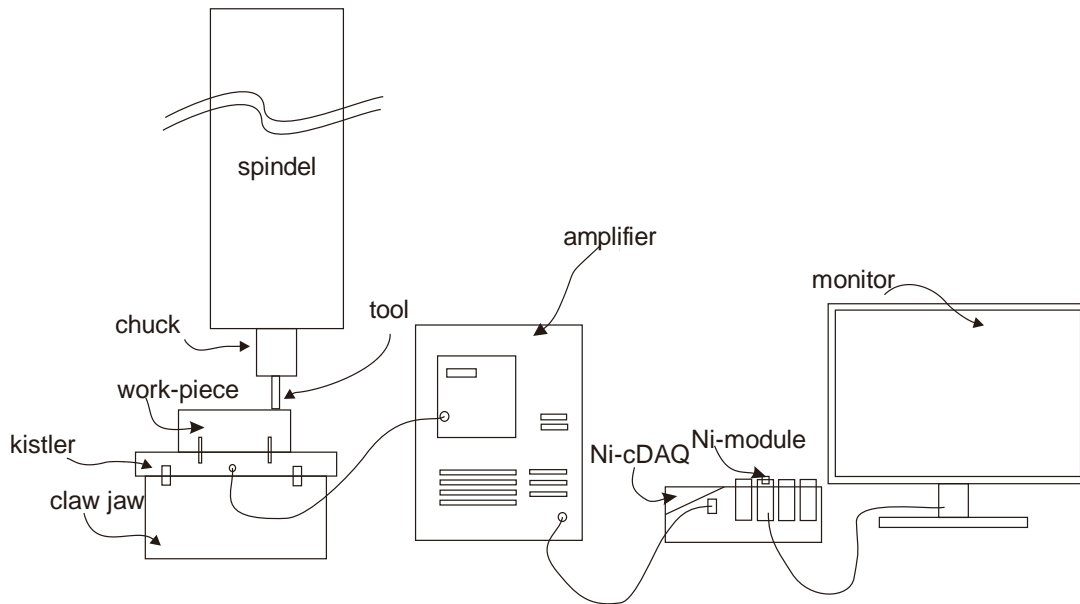 spindel
amplifier
monitor
tool
chuck
work-piece
kistler
Ni-cDAQ
Ni-module
claw jaw